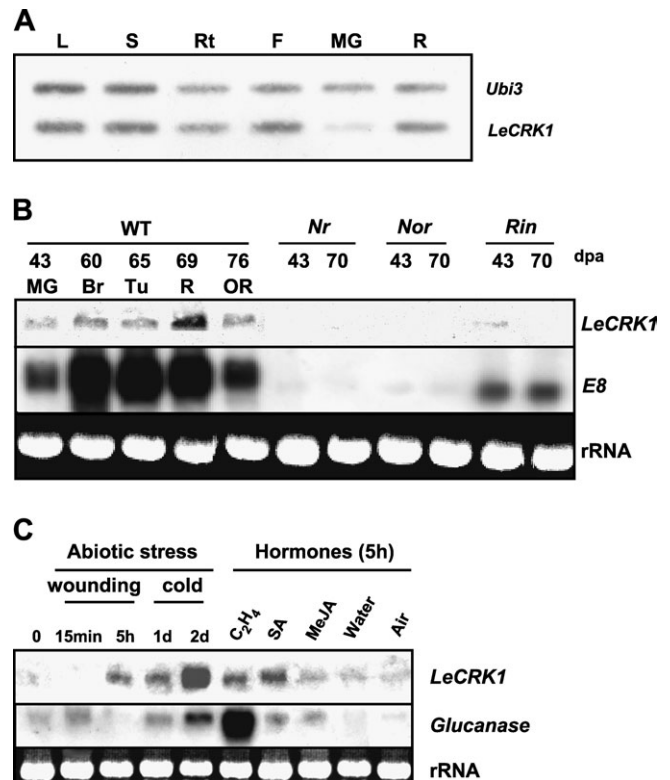 A
L S Rt F MG R
Ubi3
LeCRK1
B
WT Nr Nor Rin
43 60 65 69 76 43 70 43 70 43 70 dpa
MG Br Tu R OR
LeCRK1
E8
rRNA
C
Abiotic stress Hormones (5h)
wounding cold
0 15min 5h 1d 2d C₂H₄ SA MeJA Water Air
LeCRK1
Glucanase
rRNA